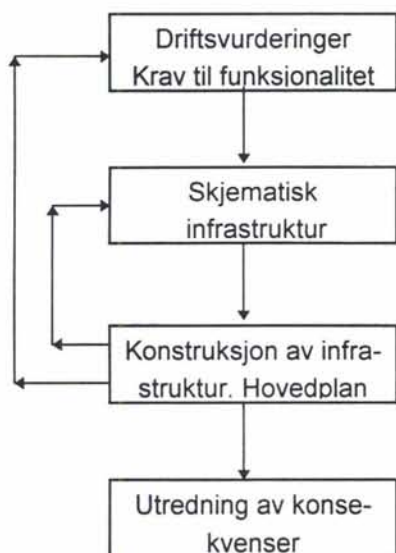 Driftsvurderinger
Krav til funksjonalitet
Skjematisk
infrastruktur
Konstruksjon av infra-
struktur. Hovedplan
Utredning av konse-
kvenser